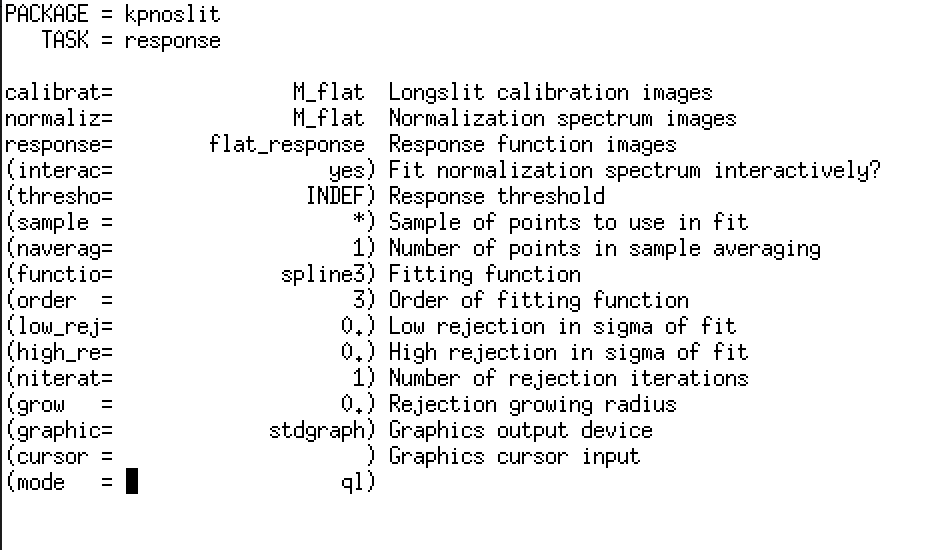 PACKAGE = kpnoslit
TASK = response
calibrat= M_flat Longslit calibration images
normaliz= M_flat Normalization spectrum images
response= flat_response Response function images
(interac= yes) Fit normalization spectrum interactively?
(thresho= INDEF) Response threshold
(sample = *) Sample of points to use in fit
(naverag= 1) Number of points in sample averaging
(functio= spline3) Fitting function
(order = 3) Order of fitting function
(low_rej= 0.) Low rejection in sigma of fit
(high_re= 0.) High rejection in sigma of fit
(niterat= 1) Number of rejection iterations
(grow = 0.) Rejection growing radius
(graphic= stdgraph) Graphics output device
(cursor = ) Graphics cursor input
(mode = ql)